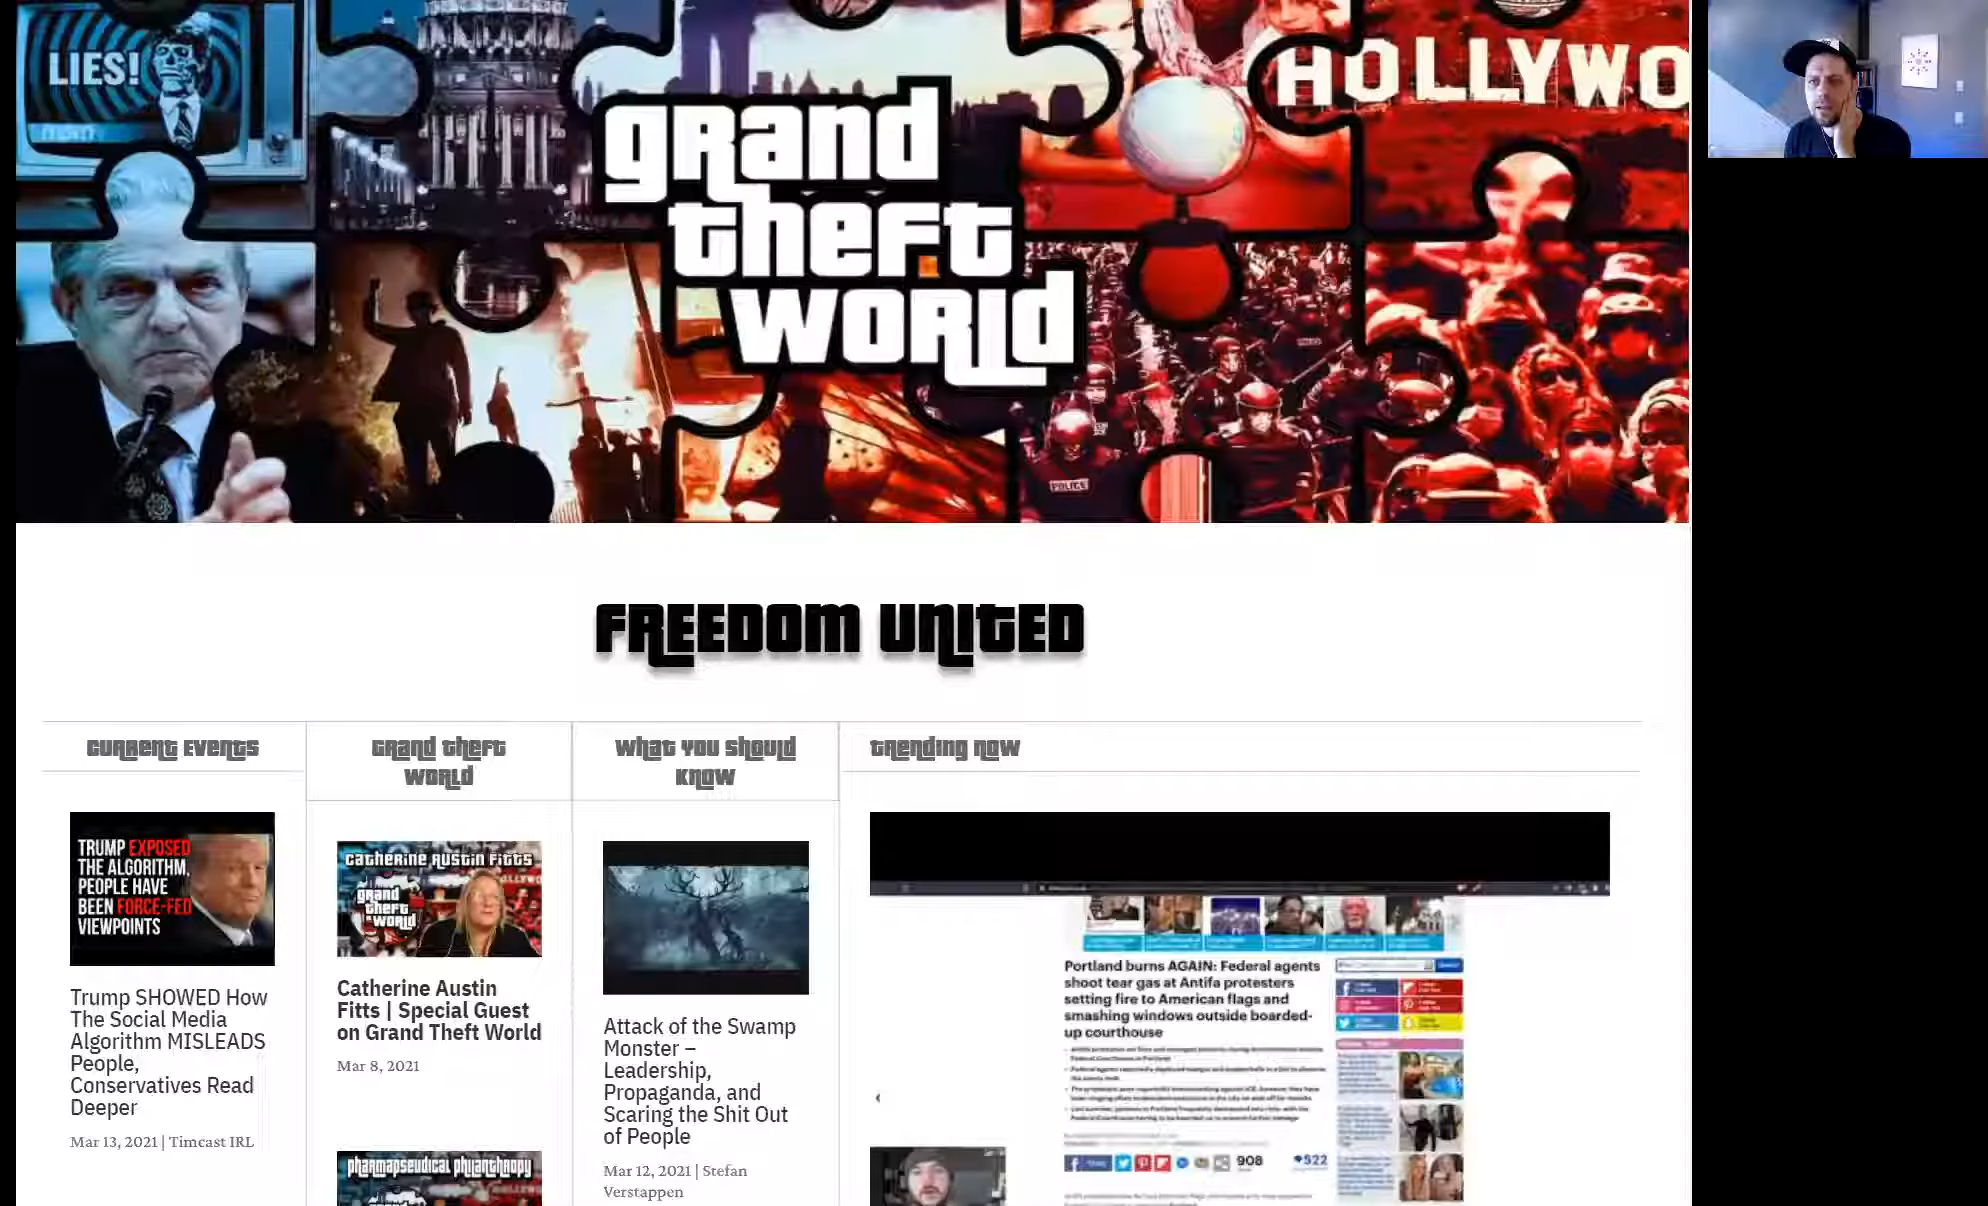 LIES!
HOLLYWO
grand
theft
world
POLICE
FREEDOM UNITED
CURRENT EVENTS
GRAND THEFT
WORLD
WHAT YOU SHOULD
KNOW
TRENDING NOW
TRUMP EXPOSED
THE ALGORITHM,
PEOPLE HAVE
BEEN FORCE-FED
VIEWPOINTS
Trump SHOWED How
The Social Media
Algorithm MISLEADS
People,
Conservatives Read
Deeper
Mar 13, 2021 | Timcast IRL
CATHERINE AUSTIN FITTS
grand
theft
world
Catherine Austin
Fitts | Special Guest
on Grand Theft World
Mar 8, 2021
PHARMAPSEUDICAL PHILANTHROPY
Attack of the Swamp
Monster –
Leadership,
Propaganda, and
Scaring the Shit Out
of People
Mar 12, 2021 | Stefan
Verstappen
Portland burns AGAIN: Federal agents
shoot tear gas at Antifa protesters
setting fire to American flags and
smashing windows outside boarded-
up courthouse
908
522